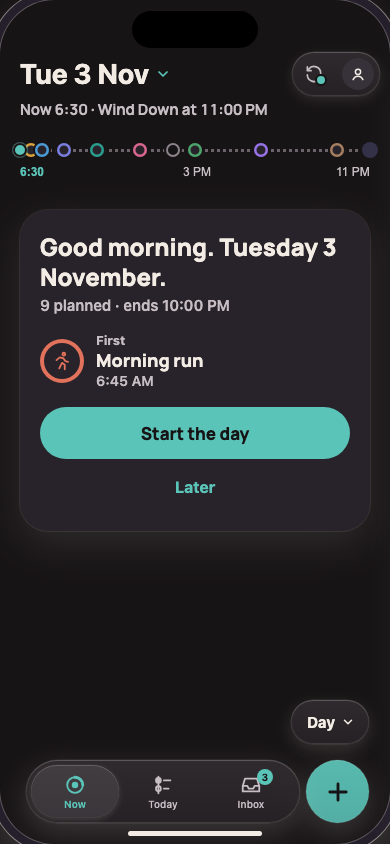 Tue 3 Nov
Now 6:30 · Wind Down at 11:00 PM
6:30
3 PM
11 PM
Good morning. Tuesday 3
November.
9 planned · ends 10:00 PM
First
Morning run
6:45 AM
Start the day
Later
Day
3
Now
Today
Inbox